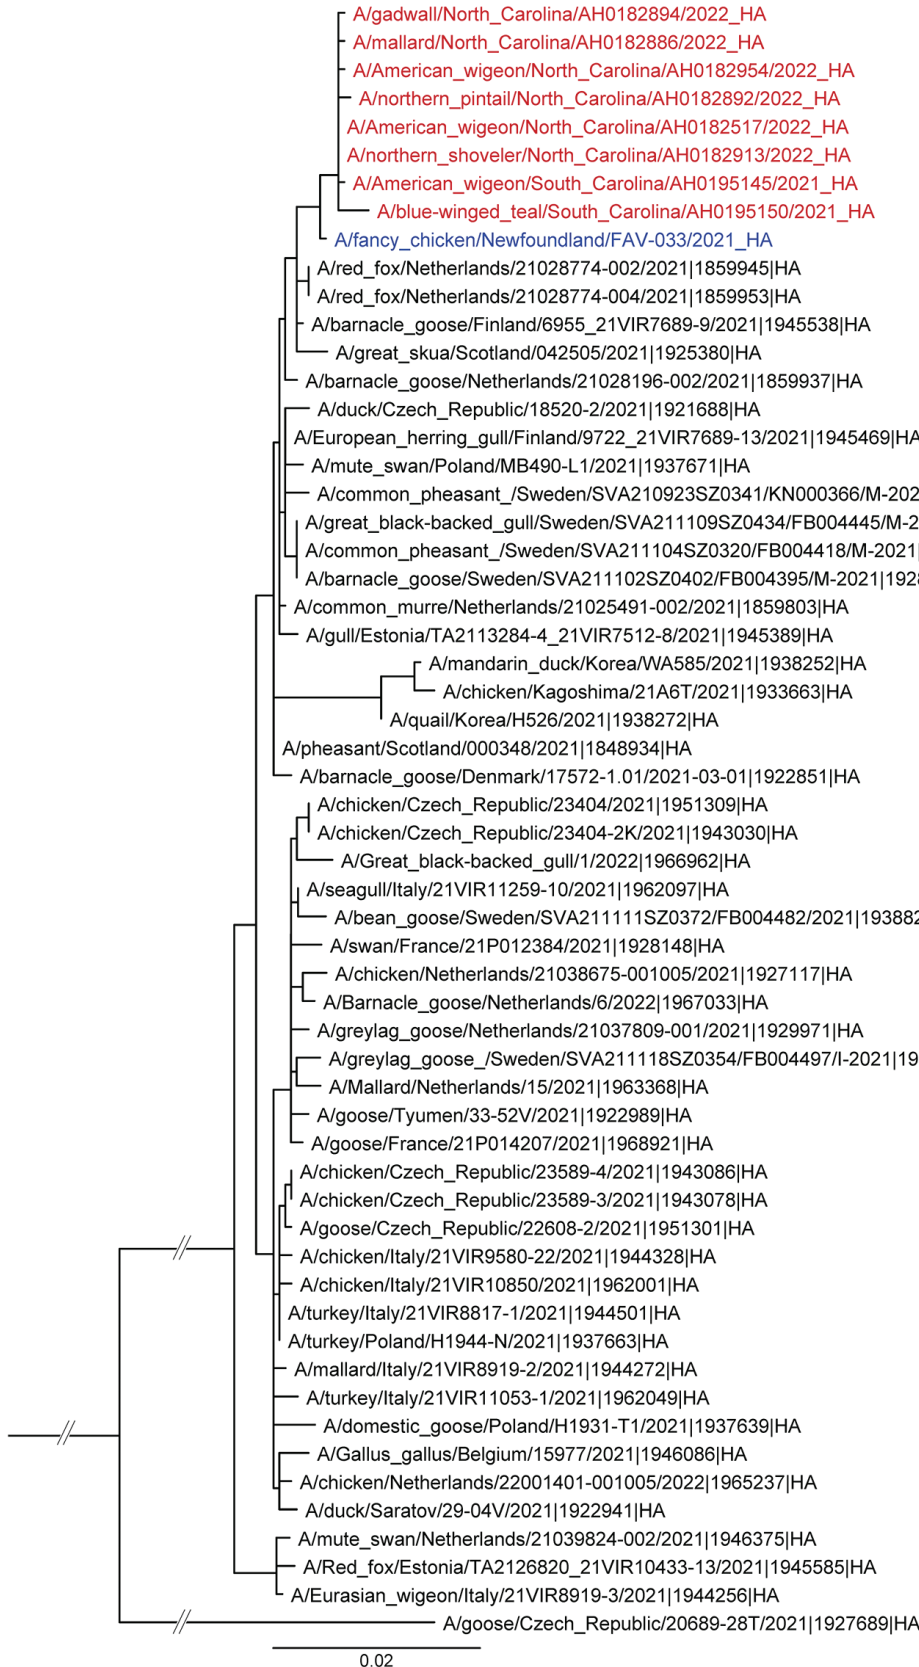 A/gadwall/North_Carolina/AH0182894/2022_HA
A/mallard/North_Carolina/AH0182886/2022_HA
A/American_wigeon/North_Carolina/AH0182954/2022_HA
A/northern_pintail/North_Carolina/AH0182892/2022_HA
A/American_wigeon/North_Carolina/AH0182517/2022_HA
A/northern_shoveler/North_Carolina/AH0182913/2022_HA
A/American_wigeon/South_Carolina/AH0195145/2021_HA
A/blue-winged_teal/South_Carolina/AH0195150/2021_HA
A/fancy_chicken/Newfoundland/FAV-033/2021_HA
A/red_fox/Netherlands/21028774-002/2021|1859945|HA
A/red_fox/Netherlands/21028774-004/2021|1859953|HA
A/barnacle_goose/Finland/6955_21VIR7689-9/2021|1945538|HA
A/great_skua/Scotland/042505/2021|1925380|HA
A/barnacle_goose/Netherlands/21028196-002/2021|1859937|HA
A/duck/Czech_Republic/18520-2/2021|1921688|HA
A/European_herring_gull/Finland/9722_21VIR7689-13/2021|1945469|HA
A/mute_swan/Poland/MB490-L1/2021|1937671|HA
A/common_pheasant_/Sweden/SVA210923SZ0341/KN000366/M-202
A/great_black-backed_gull/Sweden/SVA211109SZ0434/FB004445/M-2
A/common_pheasant_/Sweden/SVA211104SZ0320/FB004418/M-2021|
A/barnacle_goose/Sweden/SVA211102SZ0402/FB004395/M-2021|192
A/common_murre/Netherlands/21025491-002/2021|1859803|HA
A/gull/Estonia/TA2113284-4_21VIR7512-8/2021|1945389|HA
A/mandarin_duck/Korea/WA585/2021|1938252|HA
A/chicken/Kagoshima/21A6T/2021|1933663|HA
A/quail/Korea/H526/2021|1938272|HA
A/pheasant/Scotland/000348/2021|1848934|HA
A/barnacle_goose/Denmark/17572-1.01/2021-03-01|1922851|HA
A/chicken/Czech_Republic/23404/2021|1951309|HA
A/chicken/Czech_Republic/23404-2K/2021|1943030|HA
A/Great_black-backed_gull/1/2022|1966962|HA
A/seagull/Italy/21VIR11259-10/2021|1962097|HA
A/bean_goose/Sweden/SVA211111SZ0372/FB004482/2021|193882
A/swan/France/21P012384/2021|1928148|HA
A/chicken/Netherlands/21038675-001005/2021|1927117|HA
A/Barnacle_goose/Netherlands/6/2022|1967033|HA
A/greylag_goose/Netherlands/21037809-001/2021|1929971|HA
A/greylag_goose_/Sweden/SVA211118SZ0354/FB004497/I-2021|19
A/Mallard/Netherlands/15/2021|1963368|HA
A/goose/Tyumen/33-52V/2021|1922989|HA
A/goose/France/21P014207/2021|1968921|HA
A/chicken/Czech_Republic/23589-4/2021|1943086|HA
A/chicken/Czech_Republic/23589-3/2021|1943078|HA
A/goose/Czech_Republic/22608-2/2021|1951301|HA
A/chicken/Italy/21VIR9580-22/2021|1944328|HA
A/chicken/Italy/21VIR10850/2021|1962001|HA
A/turkey/Italy/21VIR8817-1/2021|1944501|HA
A/turkey/Poland/H1944-N/2021|1937663|HA
A/mallard/Italy/21VIR8919-2/2021|1944272|HA
A/turkey/Italy/21VIR11053-1/2021|1962049|HA
A/domestic_goose/Poland/H1931-T1/2021|1937639|HA
A/Gallus_gallus/Belgium/15977/2021|1946086|HA
A/chicken/Netherlands/22001401-001005/2022|1965237|HA
A/duck/Saratov/29-04V/2021|1922941|HA
A/mute_swan/Netherlands/21039824-002/2021|1946375|HA
A/Red_fox/Estonia/TA2126820_21VIR10433-13/2021|1945585|HA
A/Eurasian_wigeon/Italy/21VIR8919-3/2021|1944256|HA
A/goose/Czech_Republic/20689-28T/2021|1927689|HA
0.02